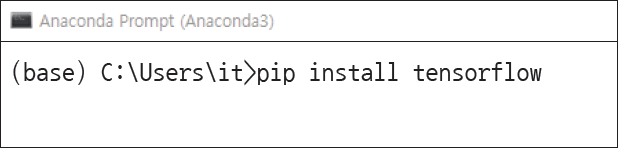 Anaconda Prompt (Anaconda3)
(base) C:\Users\it>pip install tensorflow